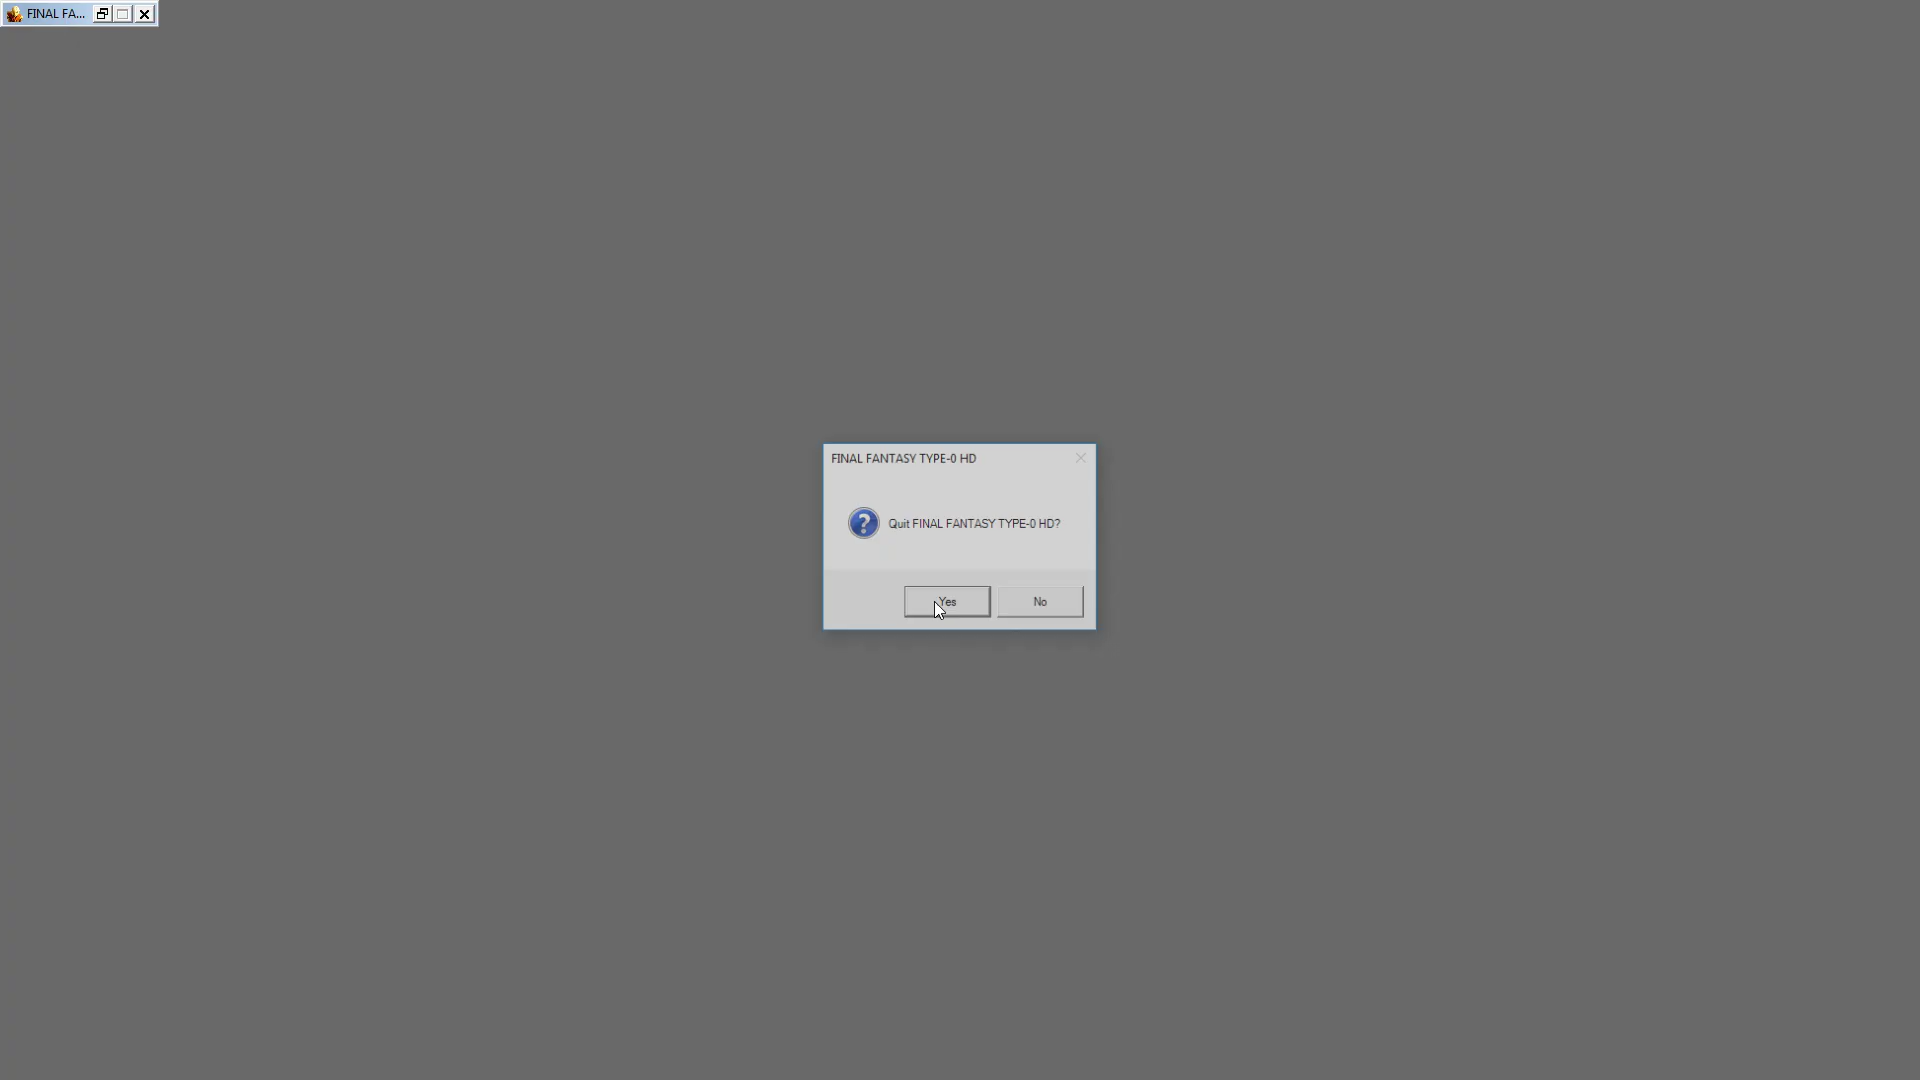 FINAL FA...
FINAL FANTASY TYPE-0 HD
Quit FINAL FANTASY TYPE-0 HD?
Yes
No